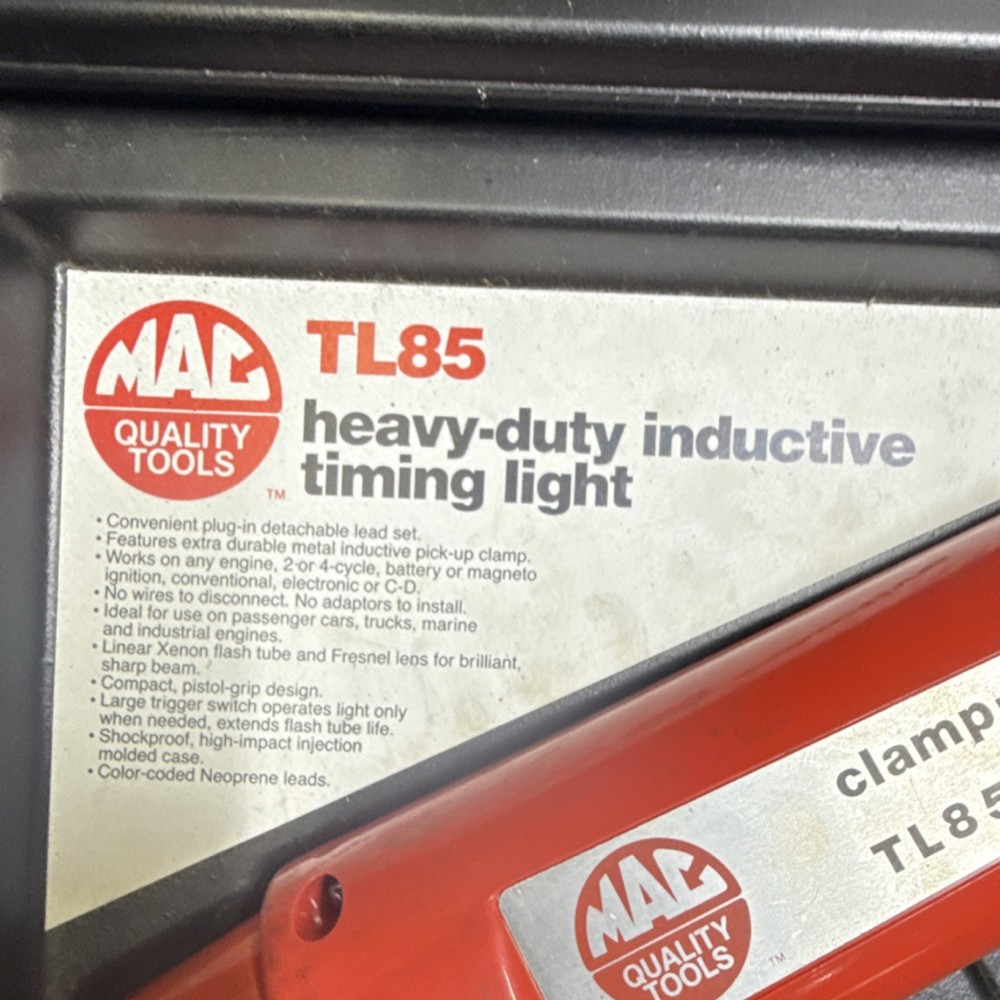 MAC
QUALITY
TOOLS
TM
TL85
heavy-duty inductive
timing light
• Convenient plug-in detachable lead set.
• Features extra durable metal inductive pick-up clamp.
• Works on any engine, 2 or 4-cycle, battery or magneto
ignition, conventional, electronic or C-D.
• No wires to disconnect. No adaptors to install.
• Ideal for use on passenger cars, trucks, marine
and industrial engines.
• Linear Xenon flash tube and Fresnel lens for brilliant,
sharp beam.
• Compact, pistol-grip design.
• Large trigger switch operates light only
when needed, extends flash tube life.
• Shockproof, high-impact injection
molded case.
• Color-coded Neoprene leads.
clamp
TL85
MAC
QUALITY
TOOLS
TM